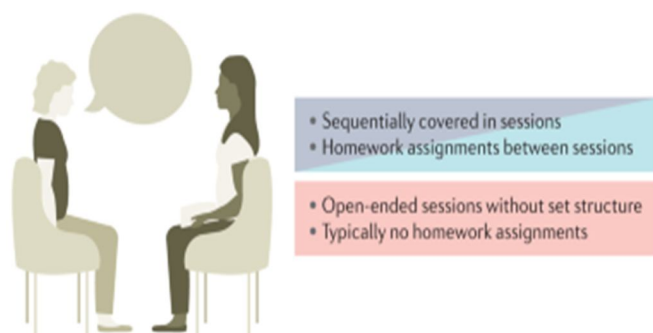 • Sequentially covered in sessions
• Homework assignments between sessions
• Open-ended sessions without set structure
• Typically no homework assignments